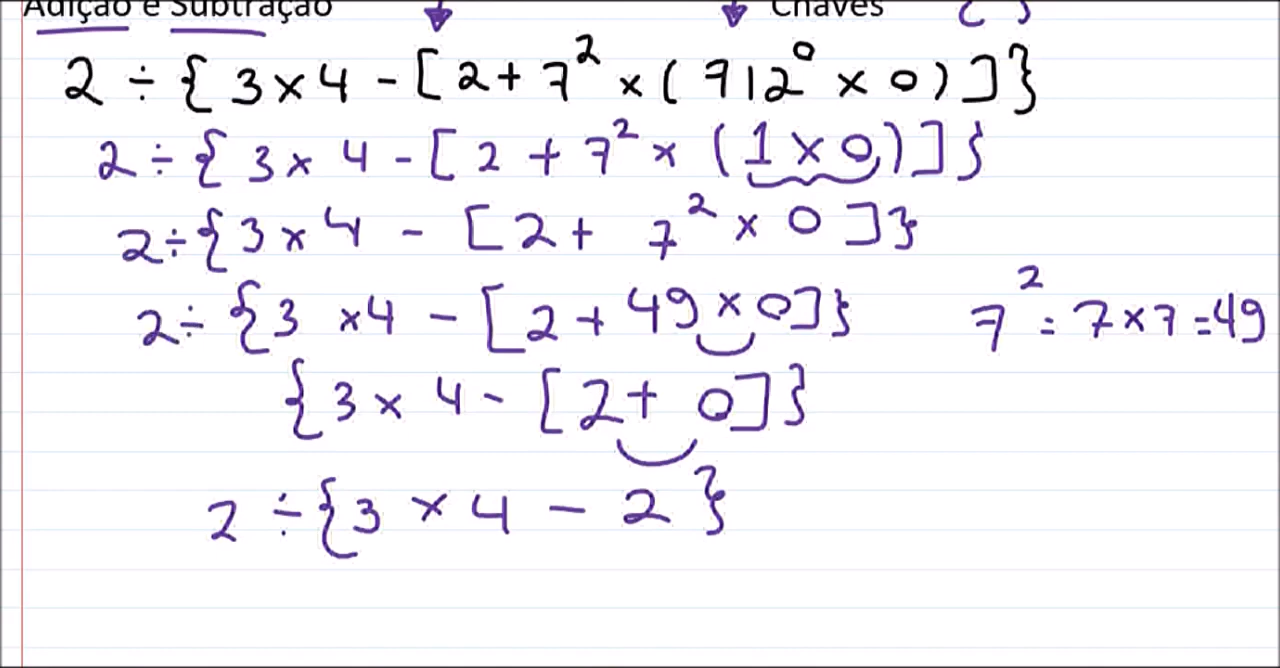 Adição e Subtração Chaves { }
2 ÷ { 3 × 4 - [ 2 + 7² × ( 712⁰ × 0 ) ] }
2 ÷ { 3 × 4 - [ 2 + 7² × ( 1 × 0 ) ] }
2 ÷ { 3 × 4 - [ 2 + 7² × 0 ] }
2 ÷ { 3 × 4 - [ 2 + 49 × 0 ] } 7² = 7 × 7 = 49
{ 3 × 4 - [ 2 + 0 ] }
2 ÷ { 3 × 4 - 2 }